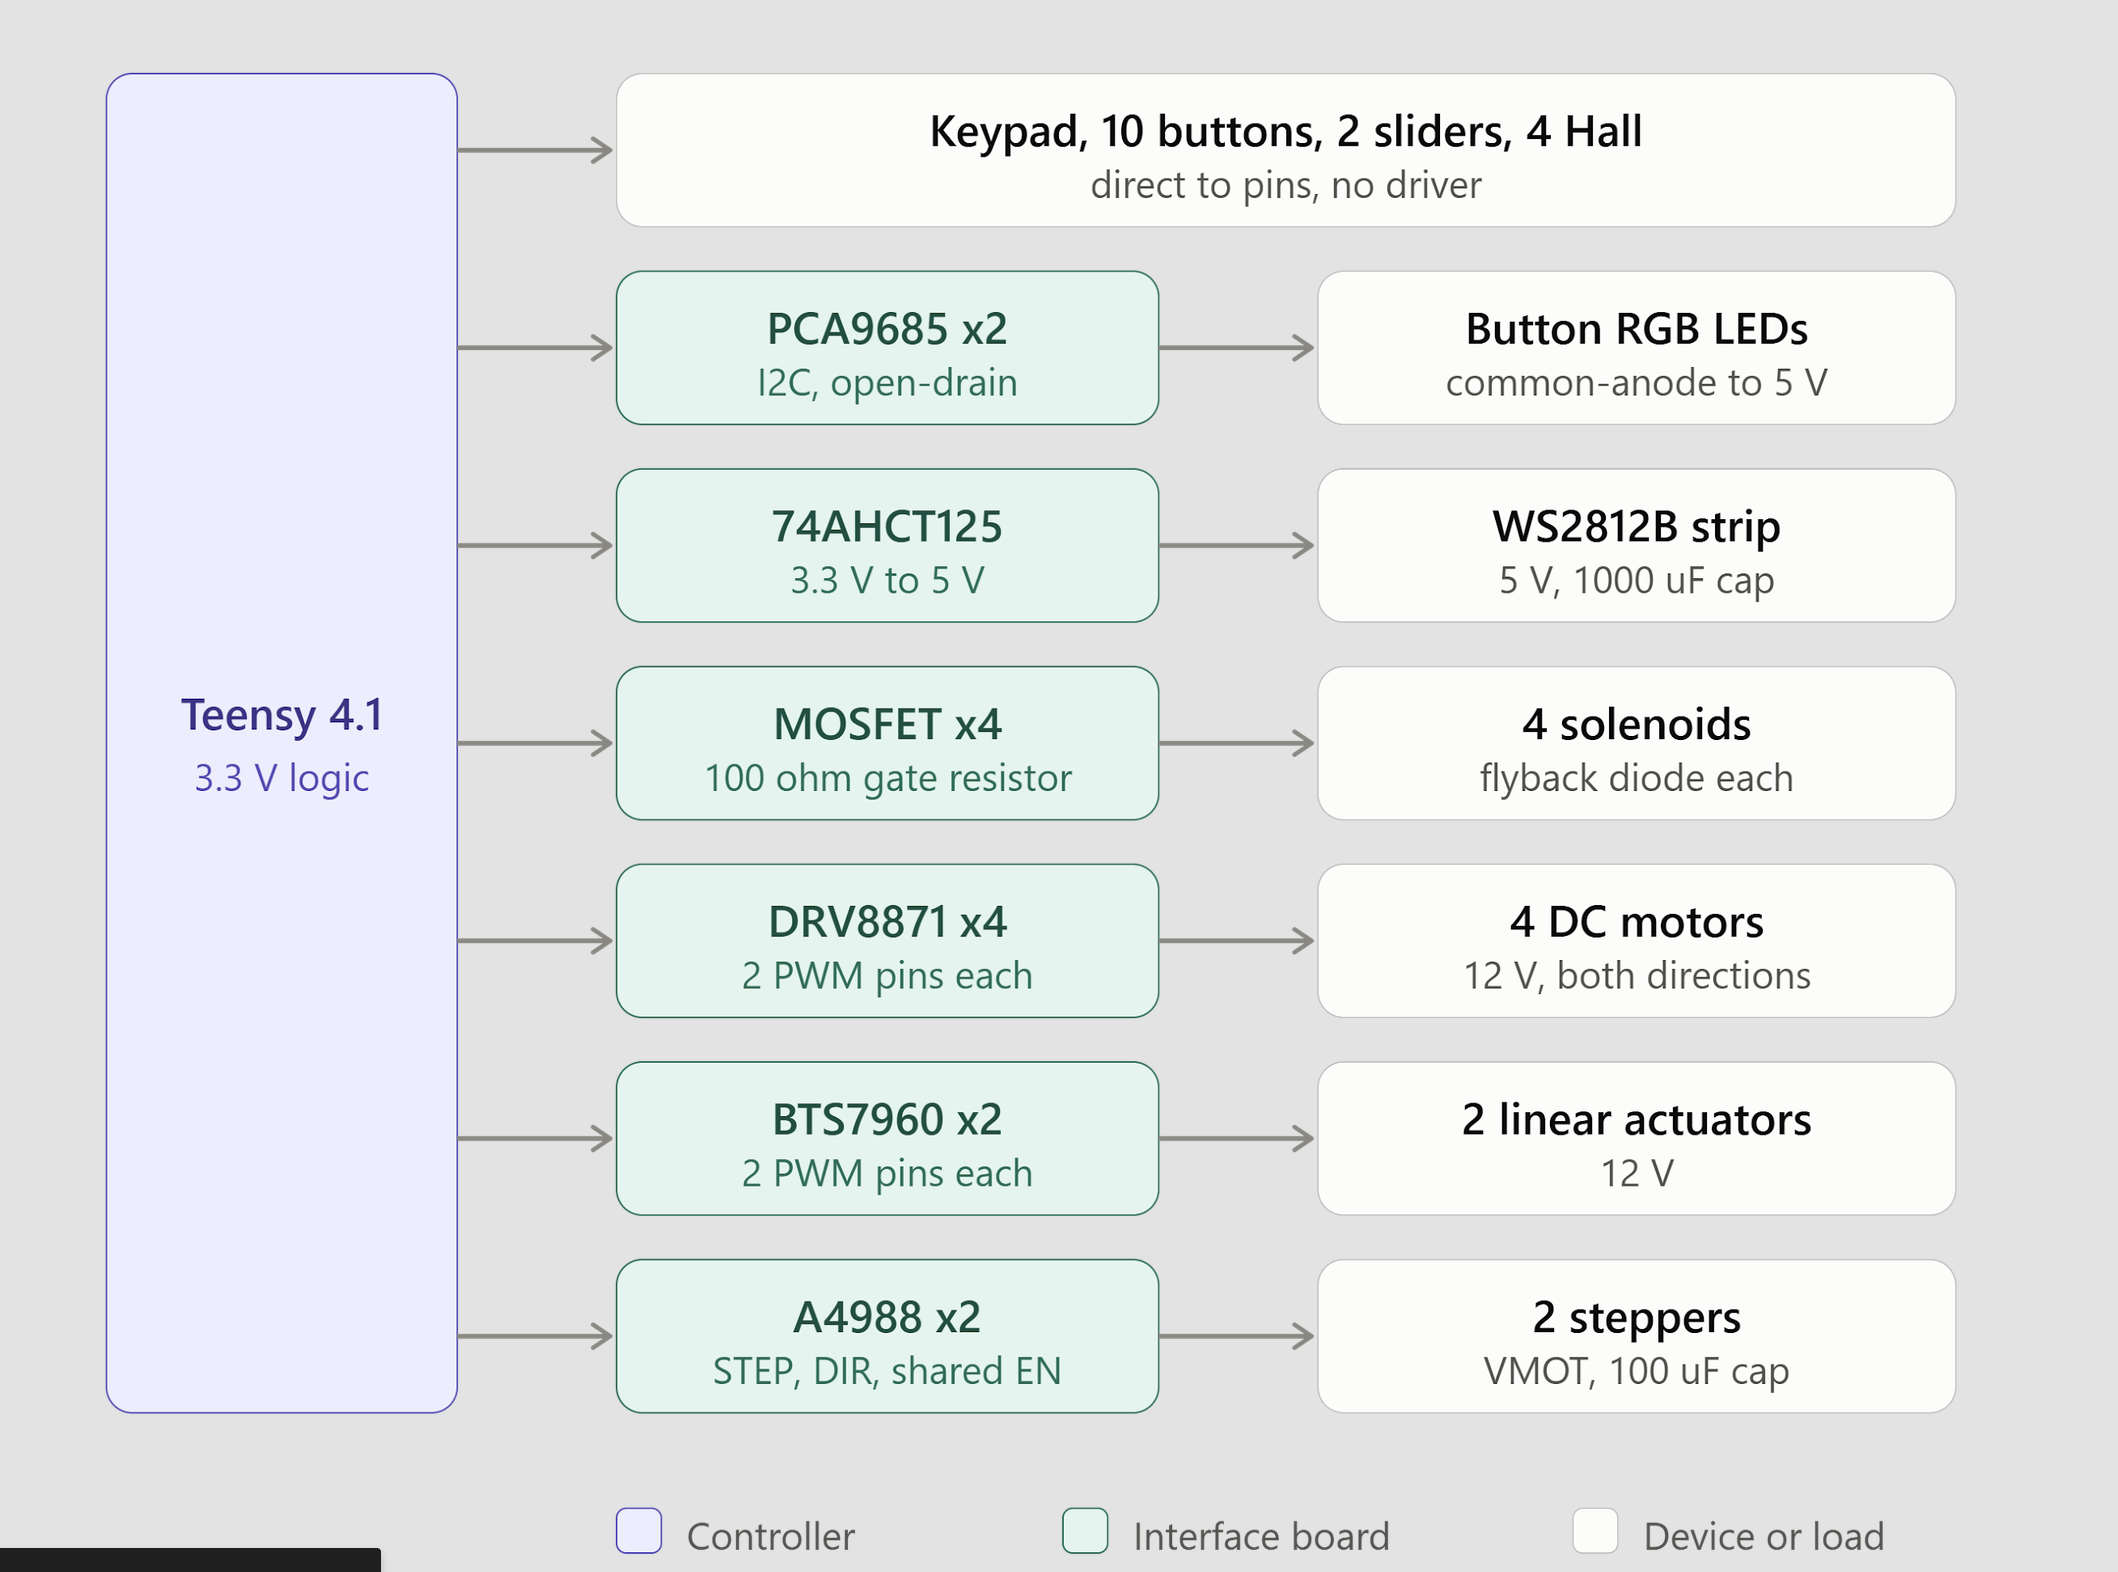 Keypad, 10 buttons, 2 sliders, 4 Hall
direct to pins, no driver
PCA9685 x2
I2C, open-drain
Button RGB LEDs
common-anode to 5 V
74AHCT125
3.3 V to 5 V
WS2812B strip
5 V, 1000 uF cap
Teensy 4.1
3.3 V logic
MOSFET x4
100 ohm gate resistor
4 solenoids
flyback diode each
DRV8871 x4
2 PWM pins each
4 DC motors
12 V, both directions
BTS7960 x2
2 PWM pins each
2 linear actuators
12 V
A4988 x2
STEP, DIR, shared EN
2 steppers
VMOT, 100 uF cap
Controller
Interface board
Device or load